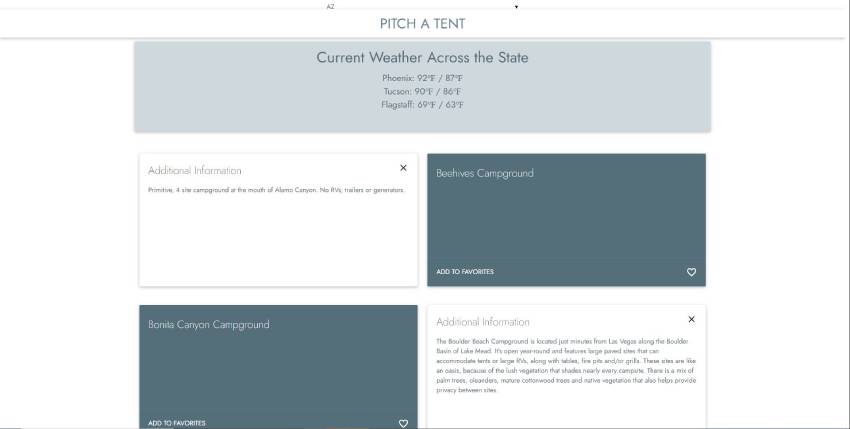 AZ
PITCH A TENT
Current Weather Across the State
Phoenix: 92°F / 87°F
Tucson: 90°F / 86°F
Flagstaff: 69°F / 63°F
Additional Information
Primitive, 4 site campground at the mouth of Alamo Canyon. No RVs, trailers or generators.
Beehives Campground
ADD TO FAVORITES
Bonita Canyon Campground
ADD TO FAVORITES
Additional Information
The Boulder Beach Campground is located just minutes from Las Vegas along the Boulder
Basin of Lake Mead. It's open year-round and features large paved sites that can
accommodate tents or large RVs, along with tables, fire pits and/or grills. These sites are like
an oasis, because of the lush vegetation that shades nearly every campsite. There is a mix of
palm trees, oleanders, mature cottonwood trees and native vegetation that also helps provide
privacy between sites.